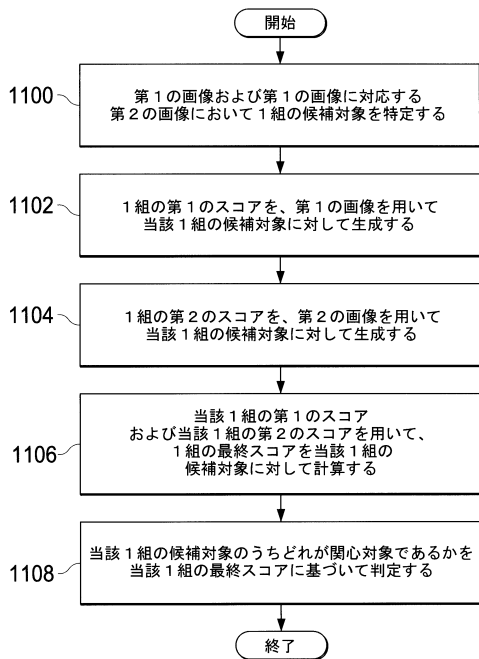 開始
1100
第１の画像および第１の画像に対応する
第２の画像において１組の候補対象を特定する
1102
１組の第１のスコアを、第１の画像を用いて
当該１組の候補対象に対して生成する
1104
１組の第２のスコアを、第２の画像を用いて
当該１組の候補対象に対して生成する
1106
当該１組の第１のスコア
および当該１組の第２のスコアを用いて、
１組の最終スコアを当該１組の
候補対象に対して計算する
1108
当該１組の候補対象のうちどれが関心対象であるかを
当該１組の最終スコアに基づいて判定する
終了